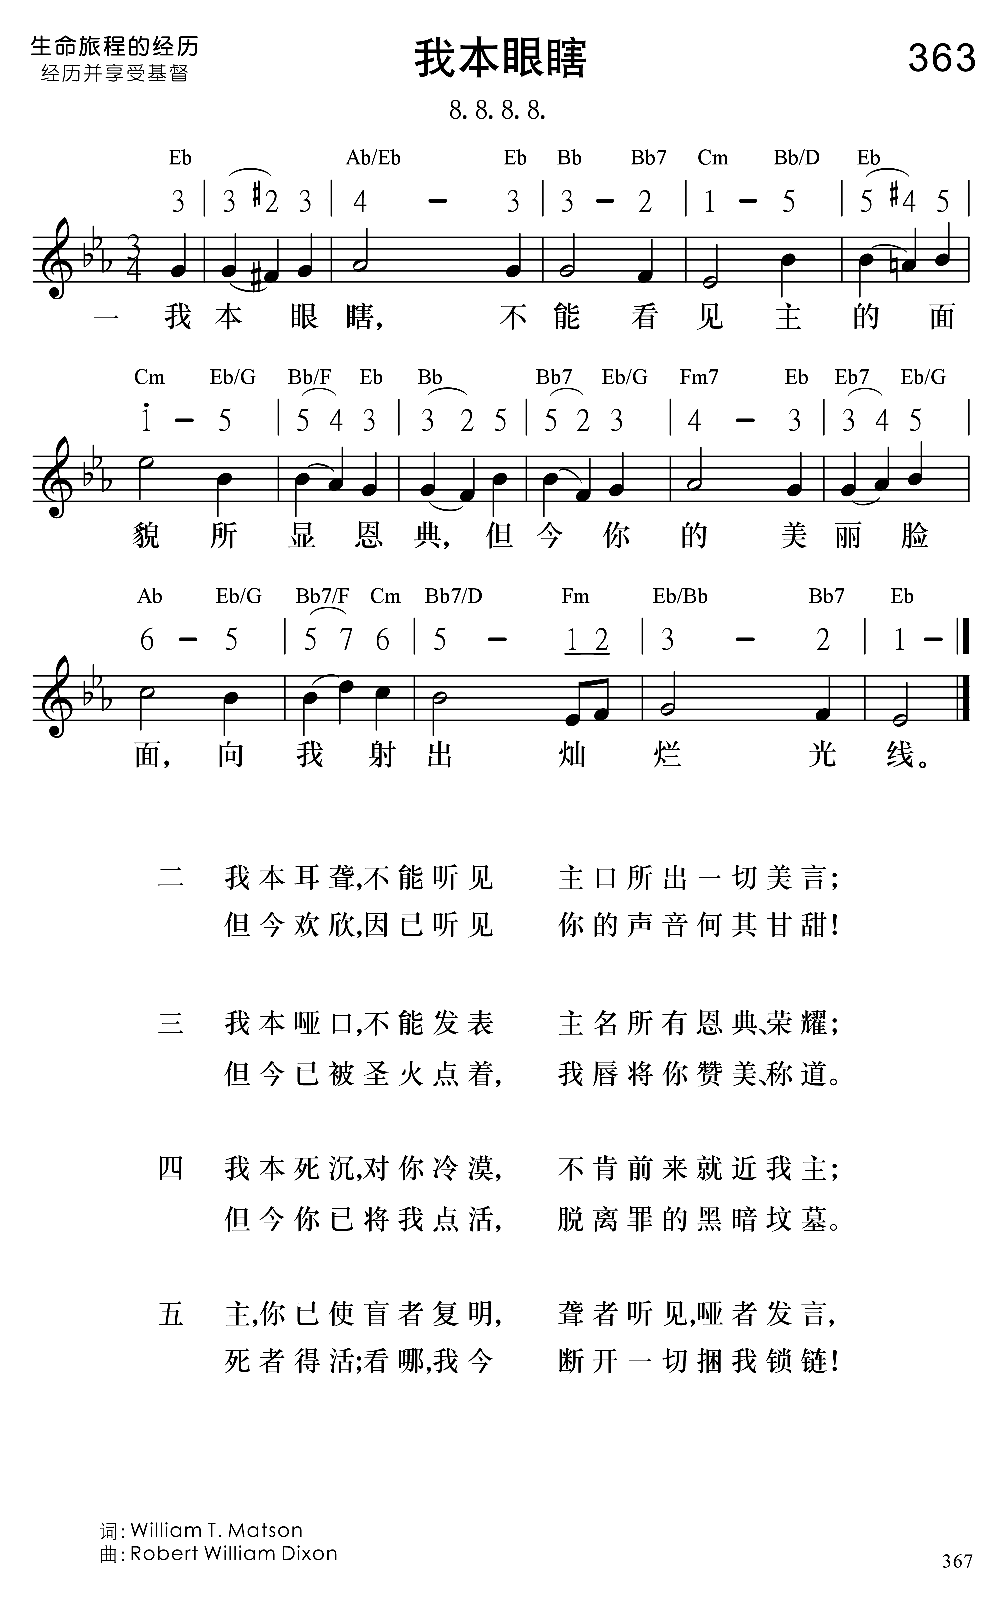 生命旅程的经历
经历并享受基督
我本眼瞎
363
8. 8. 8. 8.
Eb Ab/Eb Eb Bb Bb7 Cm Bb/D Eb
3 | 3 #2 3 | 4 – 3 | 3 – 2 | 1 – 5 | 5 #4 5 |
3
4
一 我 本 眼 瞎, 不 能 看 见 主 的 面
Cm Eb/G Bb/F Eb Bb Bb7 Eb/G Fm7 Eb Eb7 Eb/G
1̇ – 5 | 5 4 3 | 3 2 5 | 5 2 3 | 4 – 3 | 3 4 5 |
貌 所 显 恩 典, 但 今 你 的 美 丽 脸
Ab Eb/G Bb7/F Cm Bb7/D Fm Eb/Bb Bb7 Eb
6 – 5 | 5 7 6 | 5 – 1 2 | 3 – 2 | 1 – |
面, 向 我 射 出 灿 烂 光 线。
二 我本耳聋,不能听见 主口所出一切美言;
但今欢欣,因已听见 你的声音何其甘甜!
三 我本哑口,不能发表 主名所有恩典、荣耀;
但今已被圣火点着, 我唇将你赞美、称道。
四 我本死沉,对你冷漠, 不肯前来就近我主;
但今你已将我点活, 脱离罪的黑暗坟墓。
五 主,你已使盲者复明, 聋者听见,哑者发言,
死者得活;看哪,我今 断开一切捆我锁链!
词: William T. Matson
曲: Robert William Dixon
367